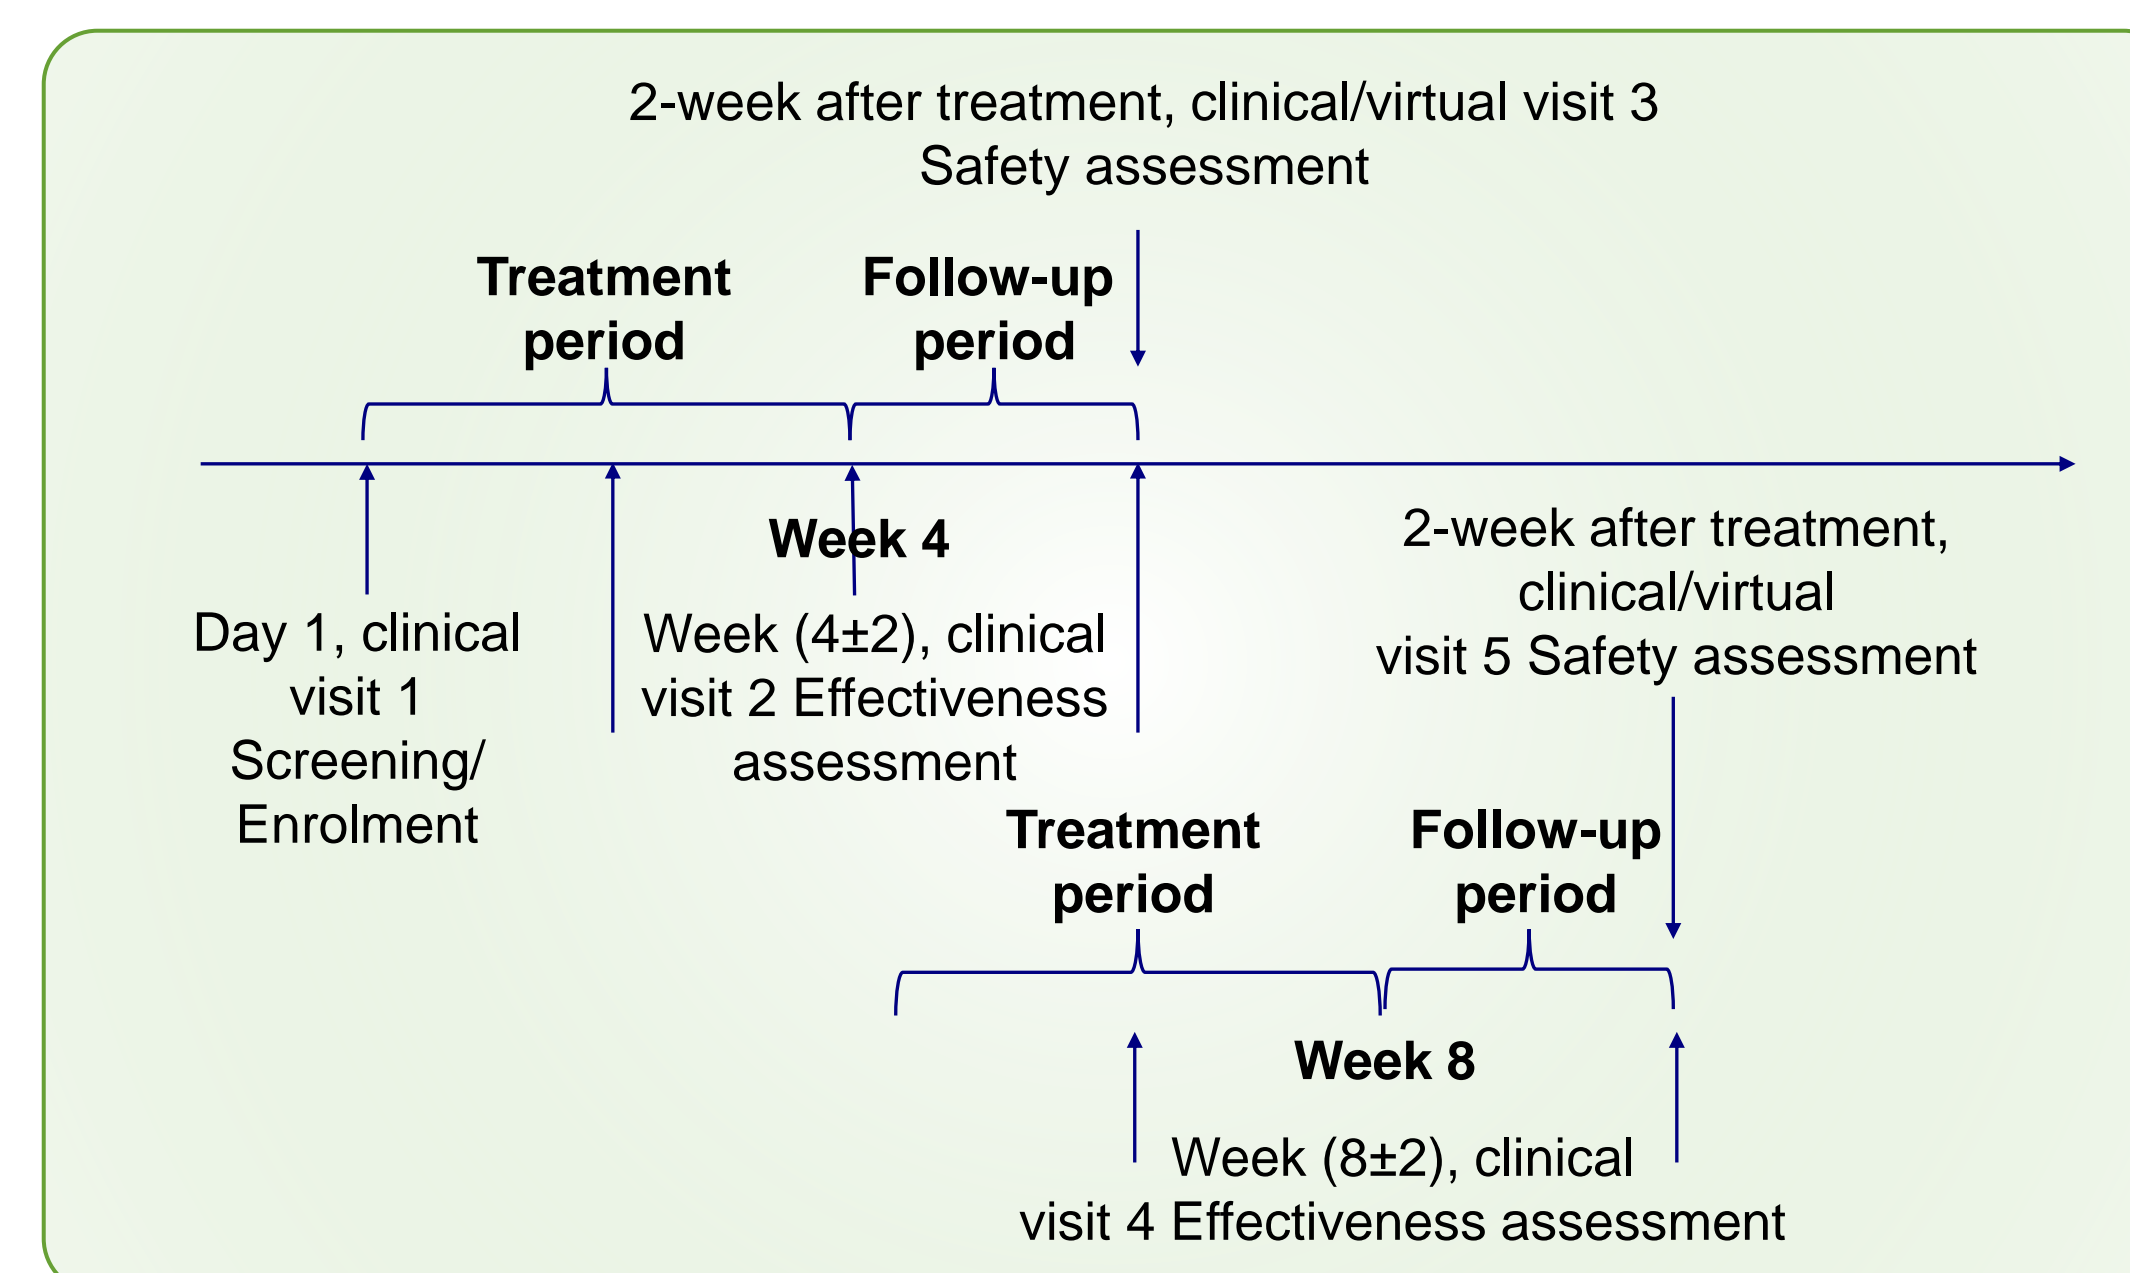 2-week after treatment, clinical/virtual visit 3
Safety assessment
Treatment
period
Follow-up
period
Week 4
Day 1, clinical
visit 1
Screening/
Enrolment
Week (4±2), clinical
visit 2 Effectiveness
assessment
2-week after treatment,
clinical/virtual
visit 5 Safety assessment
Treatment
period
Follow-up
period
Week 8
Week (8±2), clinical
visit 4 Effectiveness assessment